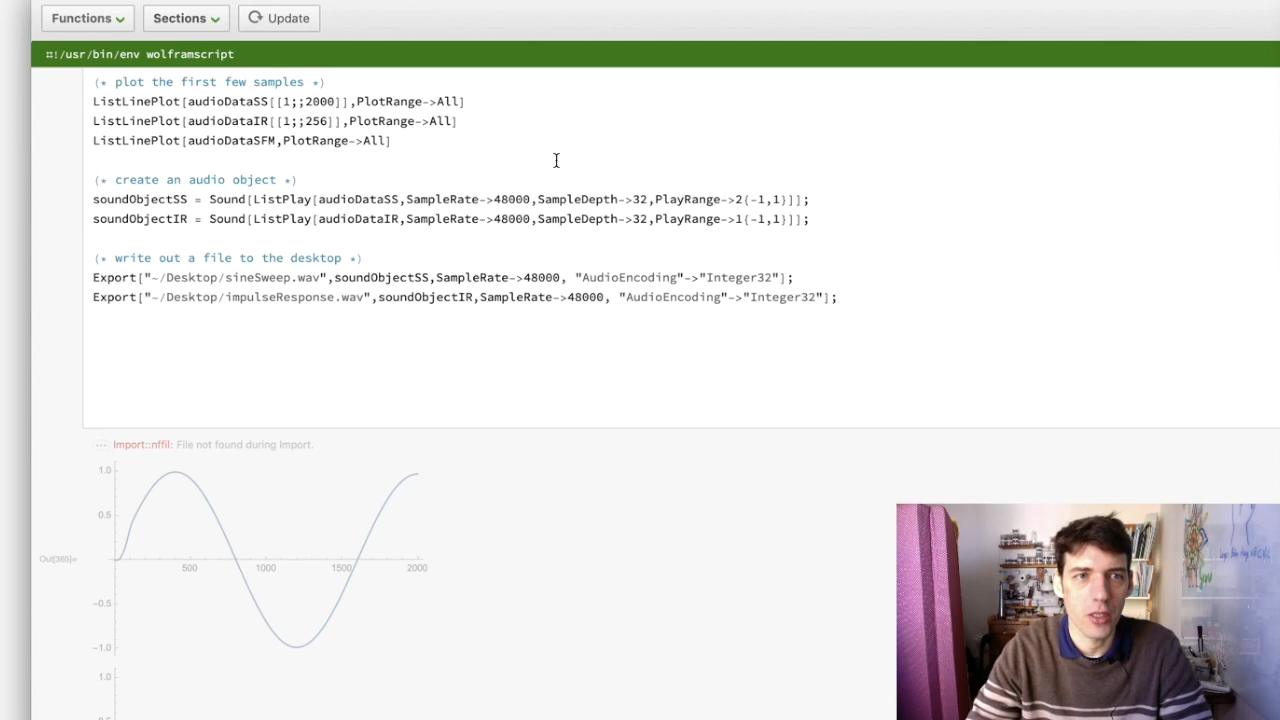 Functions
Sections
Update
#!/usr/bin/env wolframscript
(* plot the first few samples *)
ListLinePlot[audioDataSS[[1;;2000]],PlotRange->All]
ListLinePlot[audioDataIR[[1;;256]],PlotRange->All]
ListLinePlot[audioDataSFM,PlotRange->All]
(* create an audio object *)
soundObjectSS = Sound[ListPlay[audioDataSS,SampleRate->48000,SampleDepth->32,PlayRange->2{-1,1}]];
soundObjectIR = Sound[ListPlay[audioDataIR,SampleRate->48000,SampleDepth->32,PlayRange->1{-1,1}]];
(* write out a file to the desktop *)
Export["~/Desktop/sineSweep.wav",soundObjectSS,SampleRate->48000, "AudioEncoding"->"Integer32"];
Export["~/Desktop/impulseResponse.wav",soundObjectIR,SampleRate->48000, "AudioEncoding"->"Integer32"];
... Import::nffil: File not found during Import.
1.0
0.5
Out[365]=
500
1000
1500
2000
-0.5
-1.0
1.0